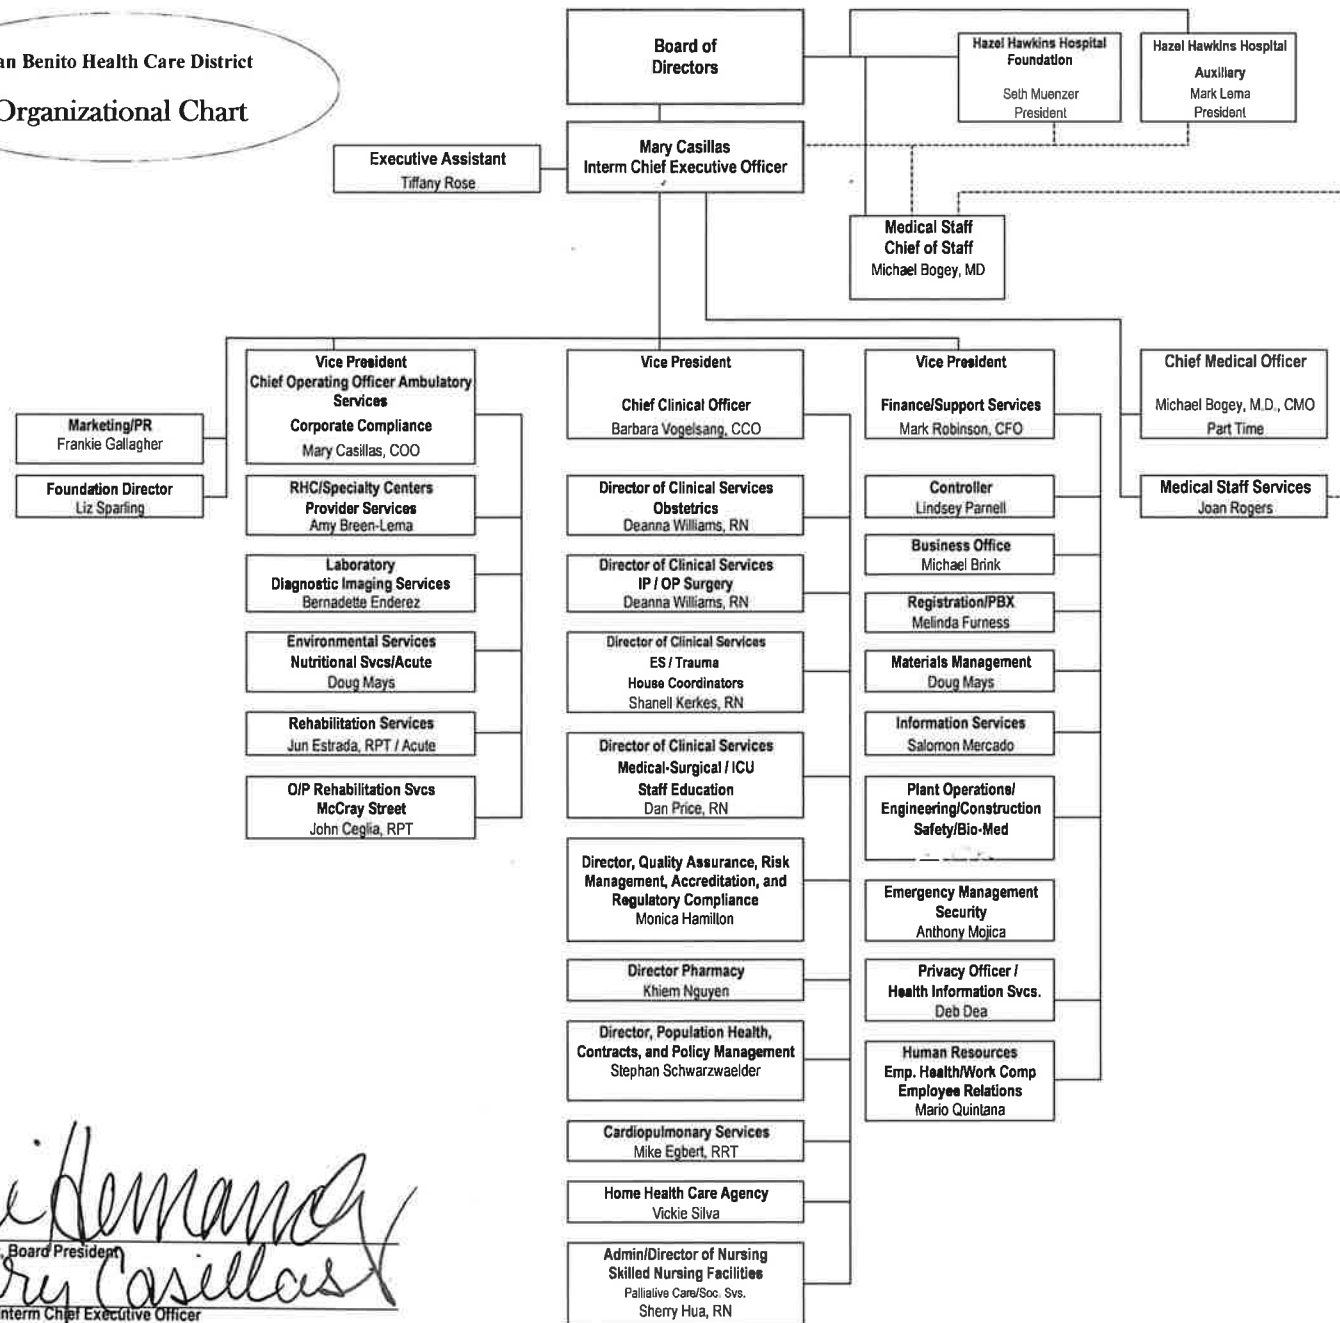 an Benito Health Care District
Organizational Chart
Board of
Directors
Hazel Hawkins Hospital
Foundation
Seth Muenzer
President
Hazel Hawkins Hospital
Auxiliary
Mark Lema
President
Mary Casillas
Interm Chief Executive Officer
Executive Assistant
Tiffany Rose
Medical Staff
Chief of Staff
Michael Bogey, MD
Marketing/PR
Frankie Gallagher
Foundation Director
Liz Sparling
Vice President
Chief Operating Officer Ambulatory
Services
Corporate Compliance
Mary Casillas, COO
RHC/Specialty Centers
Provider Services
Amy Breen-Lema
Laboratory
Diagnostic Imaging Services
Bernadette Enderez
Environmental Services
Nutritional Svcs/Acute
Doug Mays
Rehabilitation Services
Jun Estrada, RPT / Acute
O/P Rehabilitation Svcs
McCray Street
John Ceglia, RPT
Vice President
Chief Clinical Officer
Barbara Vogelsang, CCO
Director of Clinical Services
Obstetrics
Deanna Williams, RN
Director of Clinical Services
IP / OP Surgery
Deanna Williams, RN
Director of Clinical Services
ES / Trauma
House Coordinators
Shanell Kerkes, RN
Director of Clinical Services
Medical-Surgical / ICU
Staff Education
Dan Price, RN
Director, Quality Assurance, Risk
Management, Accreditation, and
Regulatory Compliance
Monica Hamilton
Director Pharmacy
Khiem Nguyen
Director, Population Health,
Contracts, and Policy Management
Stephan Schwarzwaelder
Cardiopulmonary Services
Mike Egbert, RRT
Home Health Care Agency
Vickie Silva
Admin/Director of Nursing
Skilled Nursing Facilities
Palliative Care/Soc. Svs.
Sherry Hua, RN
Vice President
Finance/Support Services
Mark Robinson, CFO
Controller
Lindsey Parnell
Business Office
Michael Brink
Registration/PBX
Melinda Furness
Materials Management
Doug Mays
Information Services
Salomon Mercado
Plant Operations/
Engineering/Construction
Safety/Bio-Med
Emergency Management
Security
Anthony Mojica
Privacy Officer /
Health Information Svcs.
Deb Dea
Human Resources
Emp. Health/Work Comp
Employee Relations
Mario Quintana
Chief Medical Officer
Michael Bogey, M.D., CMO
Part Time
Medical Staff Services
Joan Rogers
Hernandez
, Board President
ry Casillas
nterm Chief Executive Officer